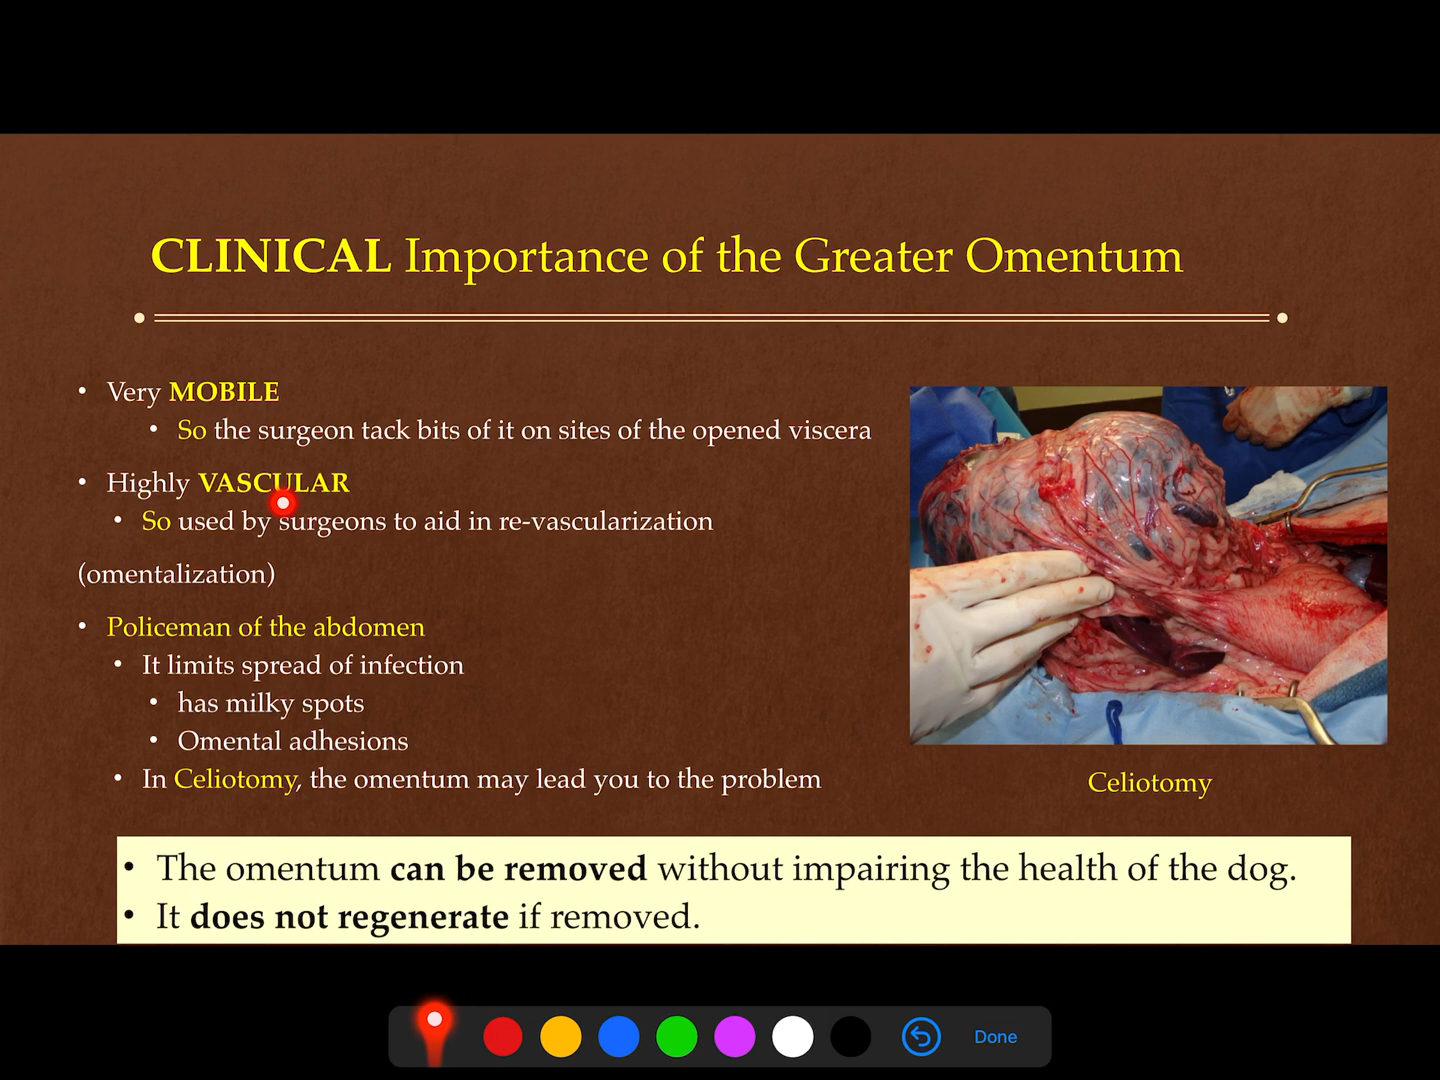 CLINICAL Importance of the Greater Omentum
• Very MOBILE
• So the surgeon tack bits of it on sites of the opened viscera
• Highly VASCULAR
• So used by surgeons to aid in re-vascularization
(omentalization)
• Policeman of the abdomen
• It limits spread of infection
• has milky spots
• Omental adhesions
• In Celiotomy, the omentum may lead you to the problem
Celiotomy
• The omentum can be removed without impairing the health of the dog.
• It does not regenerate if removed.
Done